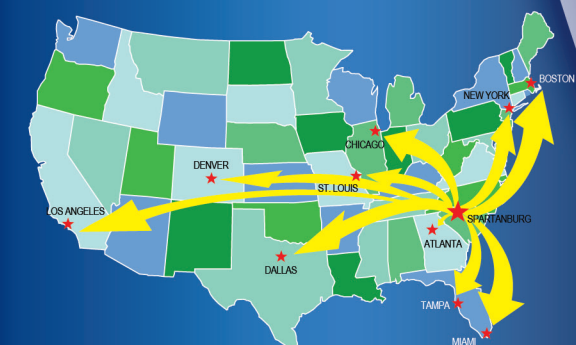 BOSTON
NEW YORK
CHICAGO
DENVER
ST. LOUIS
LOS ANGELES
SPARTANBURG
ATLANTA
DALLAS
TAMPA
MIAMI